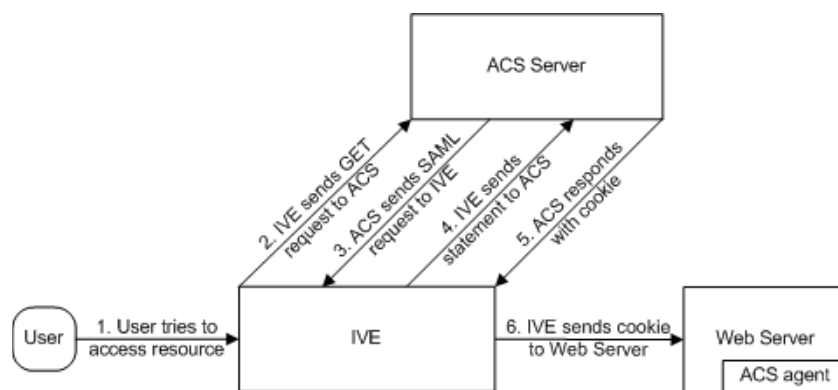 ACS Server
2. IVE sends GET
request to ACS
3. ACS sends SAML
request to IVE
4. IVE sends
statement to ACS
5. ACS responds
with cookie
User
1. User tries to
access resource
IVE
6. IVE sends cookie
to Web Server
Web Server
ACS agent